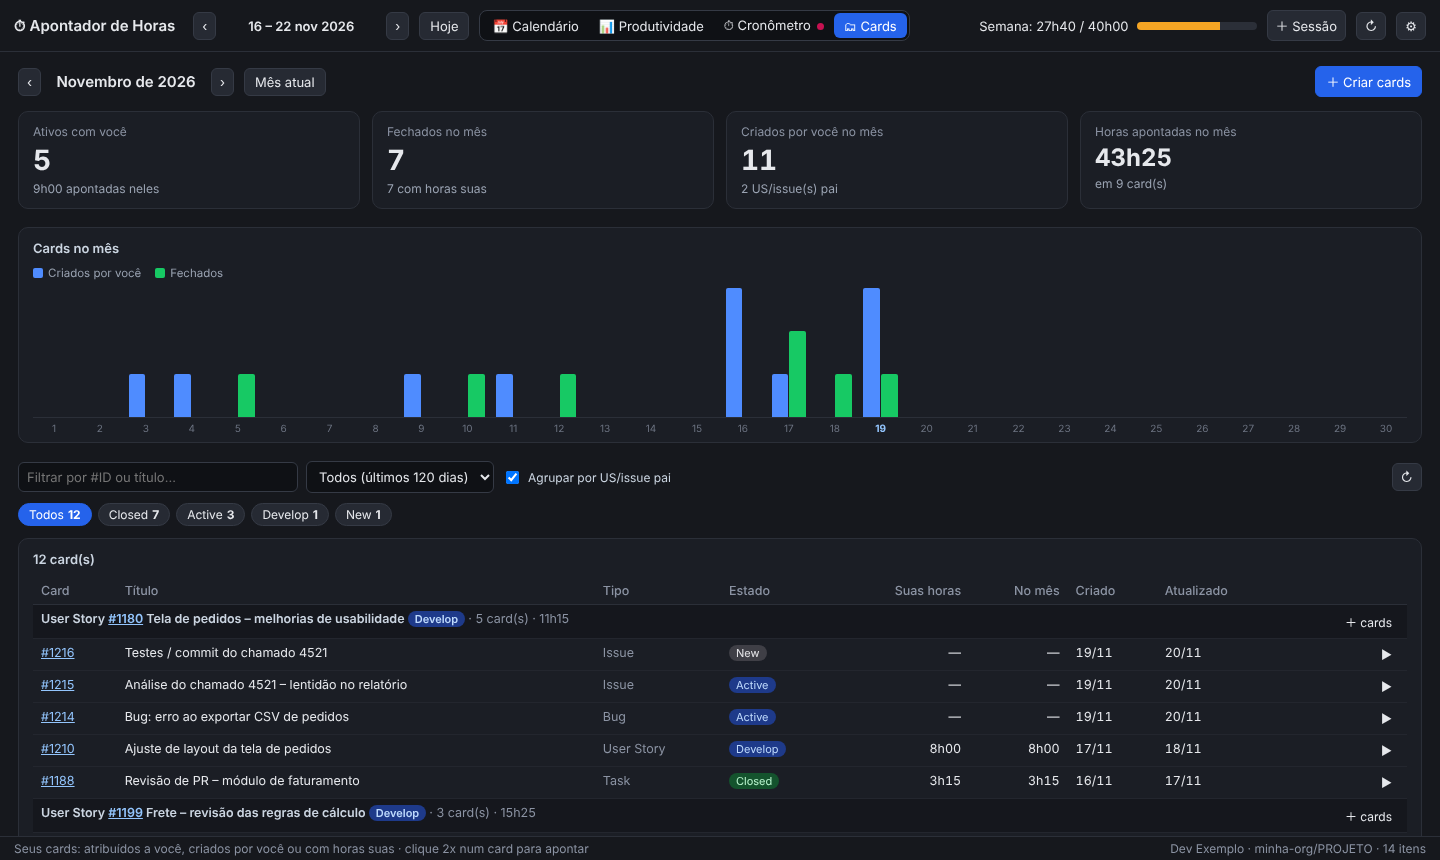 ⏱ Apontador de Horas ‹ 16 – 22 nov 2026 › Hoje 📅 Calendário 📊 Produtividade ⏱ Cronômetro 🗂 Cards Semana: 27h40 / 40h00 + Sessão ↻ ⚙
‹ Novembro de 2026 › Mês atual + Criar cards
Ativos com você
5
9h00 apontadas neles
Fechados no mês
7
7 com horas suas
Criados por você no mês
11
2 US/issue(s) pai
Horas apontadas no mês
43h25
em 9 card(s)
Cards no mês
Criados por você Fechados
1 2 3 4 5 6 7 8 9 10 11 12 13 14 15 16 17 18 19 20 21 22 23 24 25 26 27 28 29 30
Filtrar por #ID ou título... Todos (últimos 120 dias) Agrupar por US/issue pai ↻
Todos 12 Closed 7 Active 3 Develop 1 New 1
12 card(s)
Card Título Tipo Estado Suas horas No mês Criado Atualizado
User Story #1180 Tela de pedidos – melhorias de usabilidade Develop · 5 card(s) · 11h15 + cards
#1216 Testes / commit do chamado 4521 Issue New — — 19/11 20/11 ▶
#1215 Análise do chamado 4521 – lentidão no relatório Issue Active — — 19/11 20/11 ▶
#1214 Bug: erro ao exportar CSV de pedidos Bug Active — — 19/11 20/11 ▶
#1210 Ajuste de layout da tela de pedidos User Story Develop 8h00 8h00 17/11 18/11 ▶
#1188 Revisão de PR – módulo de faturamento Task Closed 3h15 3h15 16/11 17/11 ▶
User Story #1199 Frete – revisão das regras de cálculo Develop · 3 card(s) · 15h25 + cards
Seus cards: atribuídos a você, criados por você ou com horas suas · clique 2x num card para apontar Dev Exemplo · minha-org/PROJETO · 14 itens